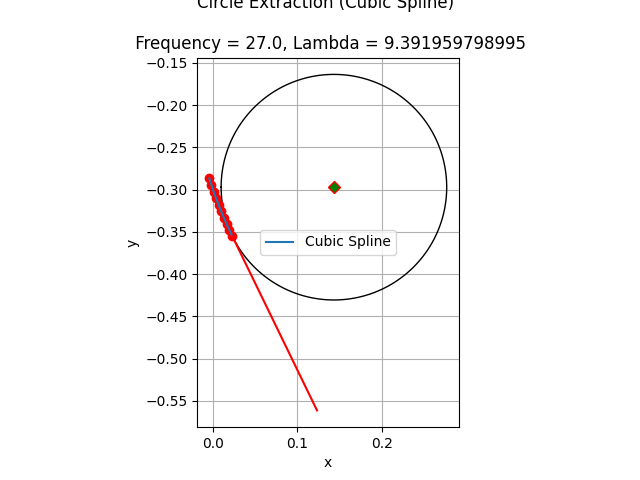 Circle Extraction (Cubic Spline)
Frequency = 27.0, Lambda = 9.391959798995
−0.15
−0.20
−0.25
−0.30
−0.35
−0.40
−0.45
−0.50
−0.55
y
Cubic Spline
0.0 0.1 0.2
x